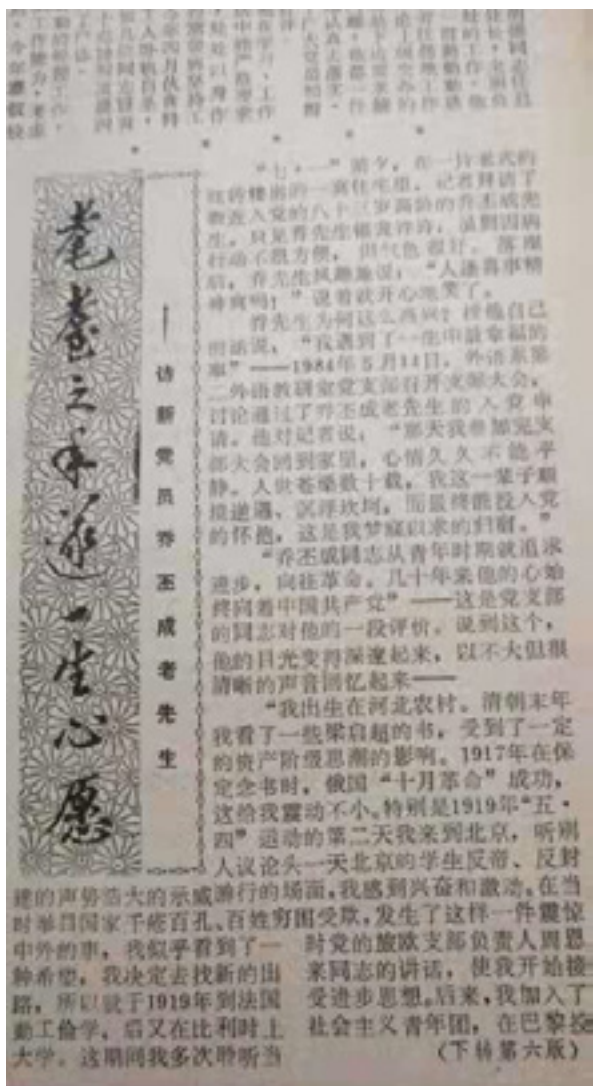 耄耋之年遂一生心愿
——访新党员乔丕成老先生
“七·一”前夕，在一片老式的
红砖楼房的一家住宅里，记者拜访了
新近入党的八十三岁高龄的乔丕成先
生。只见乔先生
行动不很方便，但气色很好。落座
后，乔先生风趣地说：“人逢喜事精
神爽吗！”说着就开心地笑了。
乔先生为何这么高兴？按他自己
的话说，“我遇到了一生中最幸福的
事”——1984年5月14日，外语系第
二外语教研室党支部召开支部大会，
讨论通过了乔丕成老先生的入党申
请。他对记者说：“那天我参加完支
部大会回到家里，心情久久不能平
静。人世苍桑数十载，我这一辈子顺
境逆遇、沉浮坎坷，而最终能投入党
的怀抱，这是我梦寐以求的归宿。”
“乔丕成同志从青年时期就追求
进步，向往革命。几十年来他的心始
终向着中国共产党”——这是党支部
的同志对他的一段评价。说到这个，
他的目光变得深邃起来，以不大但很
清晰的声音回忆起来——
“我出生在河北农村。清朝末年
我看了一些梁启超的书，受到了一定
的资产阶级思潮的影响。1917年在保
定念书时，俄国“十月革命”成功，
这给我震动不小。特别是1919年“五·
四”运动的第二天我来到北京，听别
人议论头一天北京的学生反帝、反封
建的声势浩大的示威游行的场面，我感到兴奋和激动。在当
时举目国家千疮百孔、百姓穷困受欺，发生了这样一件震惊
中外的事，我似乎看到了一
种希望，我决定去找新的出
路，所以就于1919年到法国
勤工俭学，后又在比利时上
大学。这期间我多次聆听当
时党的旅欧支部负责人周恩
来同志的讲话，使我开始接
受进步思想。后来，我加入了
社会主义青年团，在巴黎
（下转第六版）